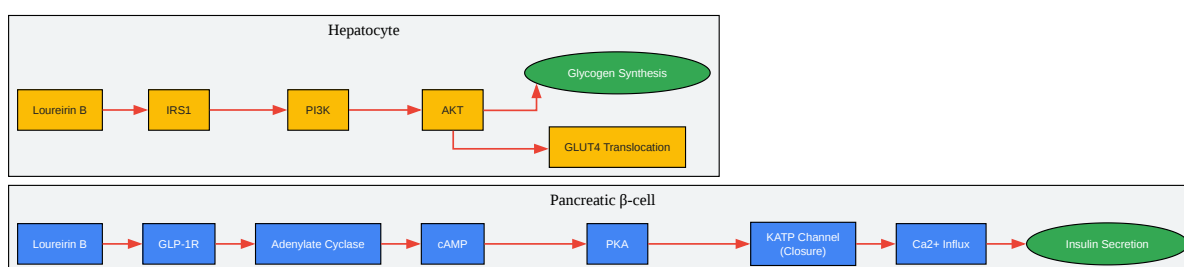 Hepatocyte
Glycogen Synthesis
Loureirin B
IRS1
PI3K
AKT
GLUT4 Translocation
Pancreatic β-cell
Loureirin B
GLP-1R
Adenylate Cyclase
cAMP
PKA
KATP Channel
(Closure)
Ca2+ Influx
Insulin Secretion